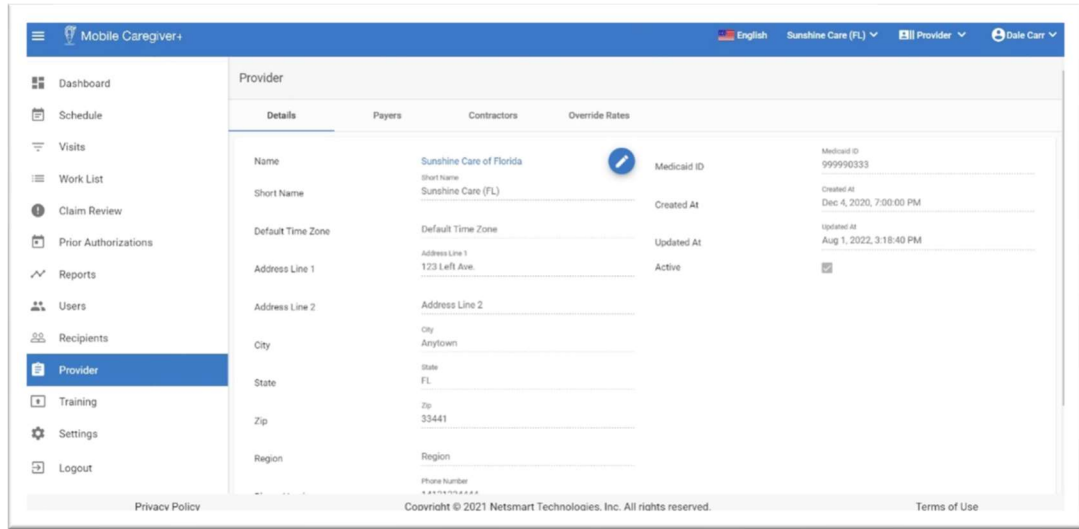 Mobile Caregiver+
English Sunshine Care (FL) Provider Dale Carr
Dashboard
Schedule
Visits
Work List
Claim Review
Prior Authorizations
Reports
Users
Recipients
Provider
Training
Settings
Logout
Provider
Details Payers Contractors Override Rates
Name Sunshine Care of Florida
Short Name
Short Name Sunshine Care (FL)
Default Time Zone Default Time Zone
Address Line 1
Address Line 1 123 Left Ave.
Address Line 2 Address Line 2
City
City Anytown
State
State FL
Zip
Zip 33441
Region Region
Phone Number
Medicaid ID
Medicaid ID 999990333
Created At
Created At Dec 4, 2020, 7:00:00 PM
Updated At
Updated At Aug 1, 2022, 3:18:40 PM
Active
Privacy Policy Copyright © 2021 Netsmart Technologies, Inc. All rights reserved. Terms of Use